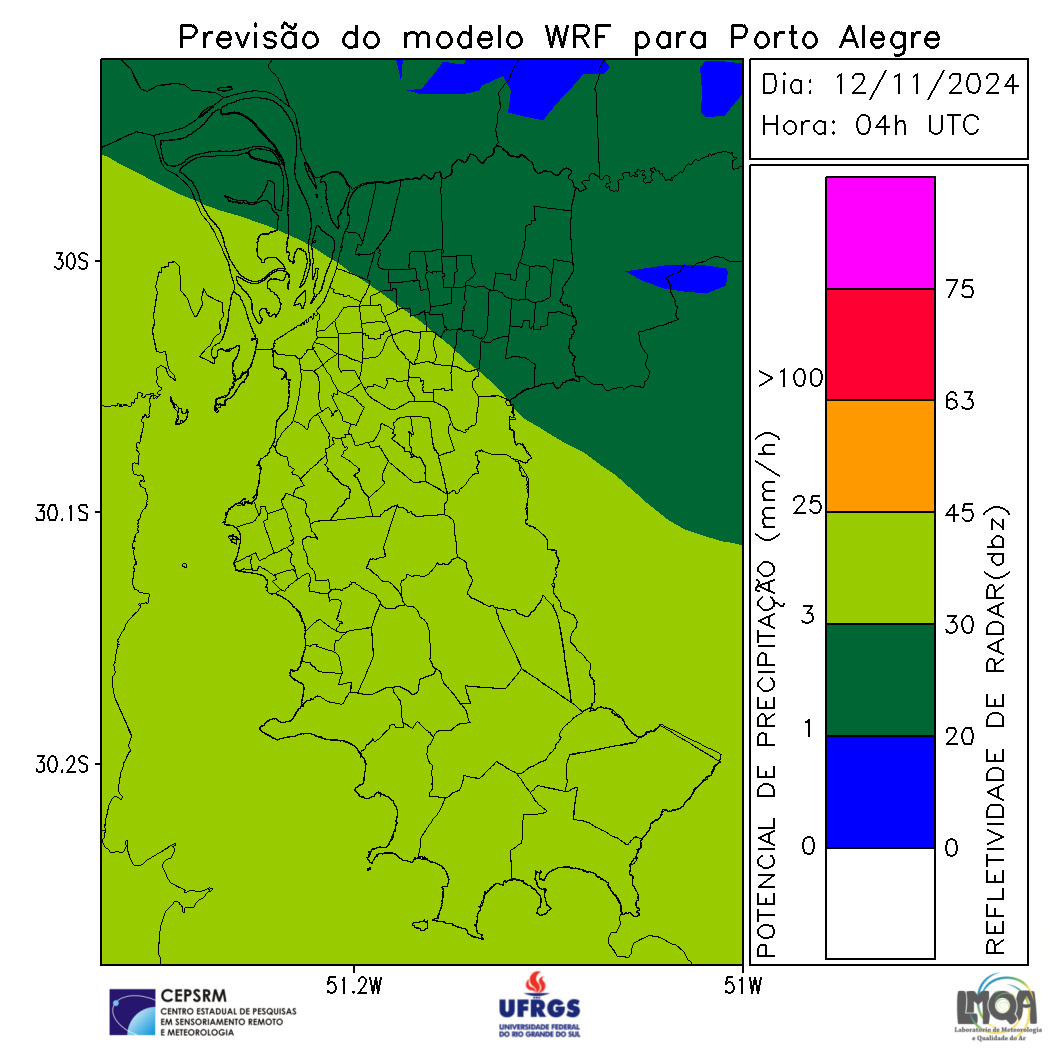 Previsão do modelo WRF para Porto Alegre
Dia: 12/11/2024
Hora: 04h UTC
30S
30.1S
30.2S
51.2W
51W
POTENCIAL DE PRECIPITAÇÃO (mm/h)
>100
25
3
1
0
75
63
45
30
20
0
REFLETIVIDADE DE RADAR(dbz)
CEPSRM
CENTRO ESTADUAL DE PESQUISAS
EM SENSORIAMENTO REMOTO
E METEOROLOGIA
UFRGS
UNIVERSIDADE FEDERAL
DO RIO GRANDE DO SUL
LMQA
Laboratório de Meteorologia
e Qualidade do Ar